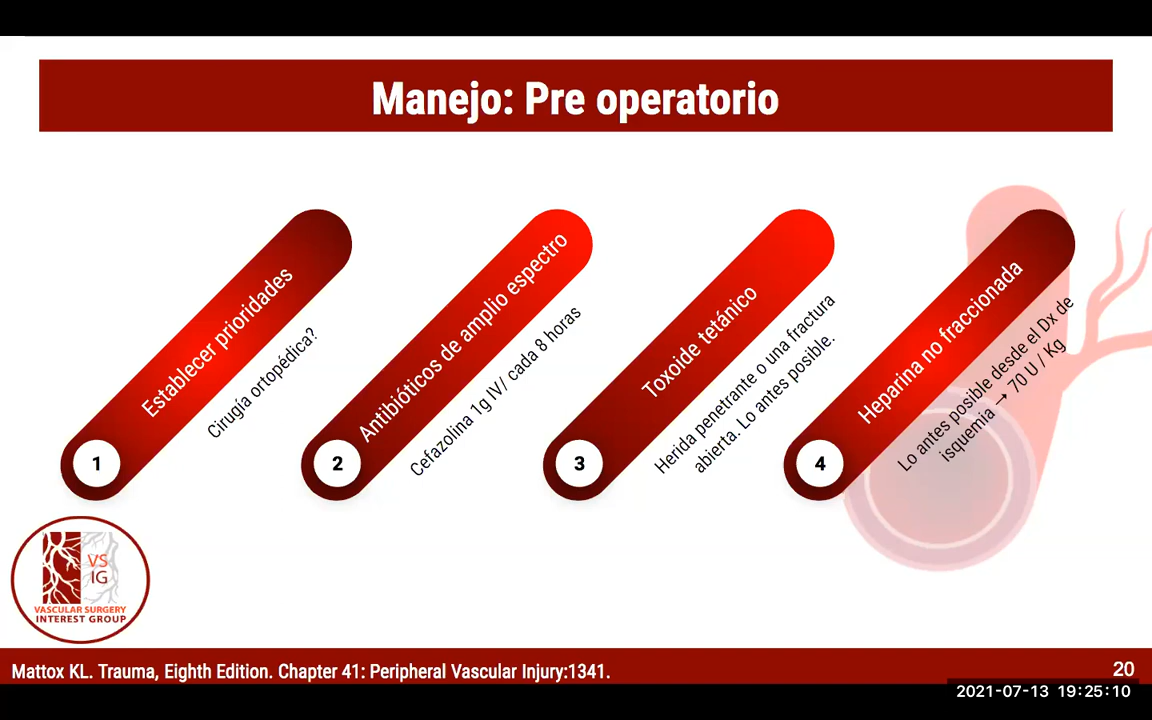 Manejo: Pre operatorio
1
Establecer prioridades
Cirugía ortopédica?
2
Antibióticos de amplio espectro
Cefazolina 1g IV/ cada 8 horas
3
Toxoide tetánico
Herida penetrante o una fractura
abierta. Lo antes posible.
4
Heparina no fraccionada
Lo antes posible desde el Dx de
isquemia → 70 U / Kg
VS
IG
VASCULAR SURGERY
INTEREST GROUP
Mattox KL. Trauma, Eighth Edition. Chapter 41: Peripheral Vascular Injury:1341.
20
2021-07-13 19:25:10